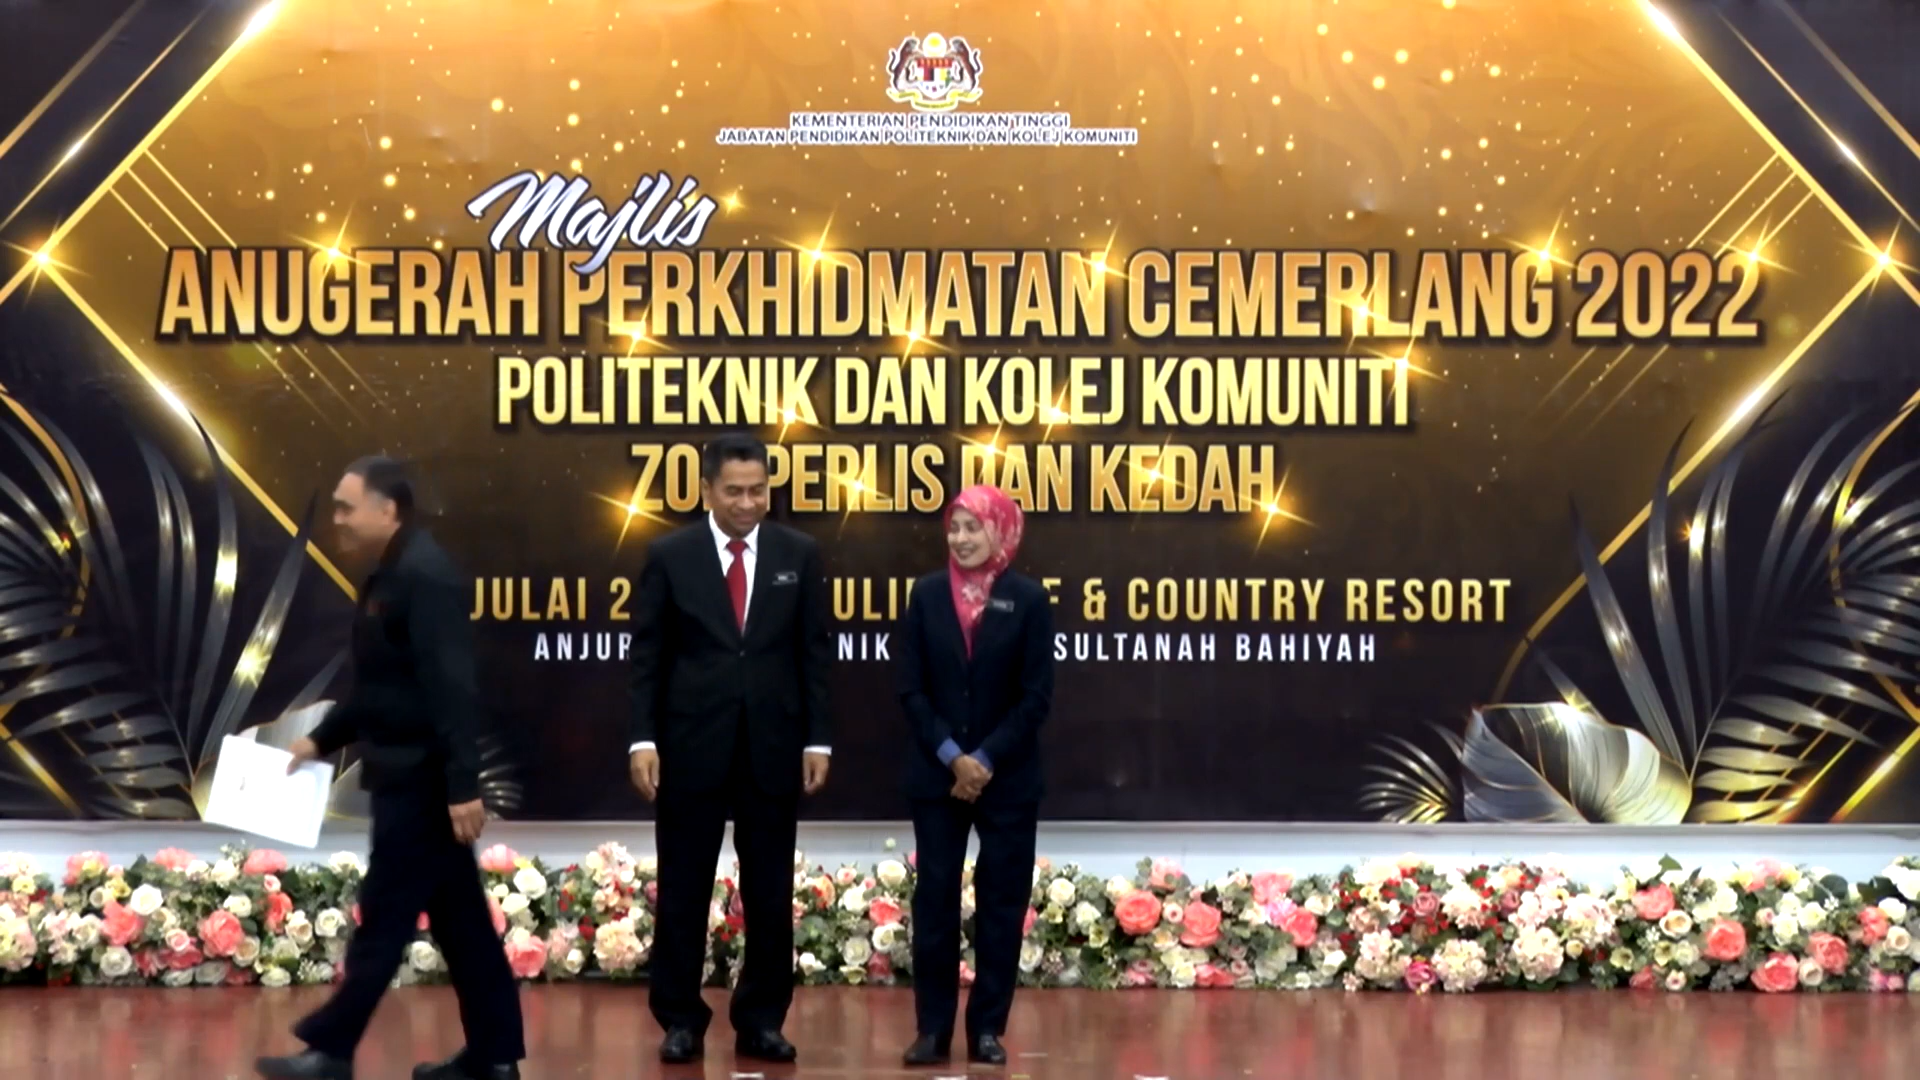 KEMENTERIAN PENDIDIKAN TINGGI
JABATAN PENDIDIKAN POLITEKNIK DAN KOLEJ KOMUNITI
Majlis
ANUGERAH PERKHIDMATAN CEMERLANG 2022
POLITEKNIK DAN KOLEJ KOMUNITI
PERLIS DAN KEDAH
JULAI & COUNTRY RESORT
SULTANAH BAHIYAH